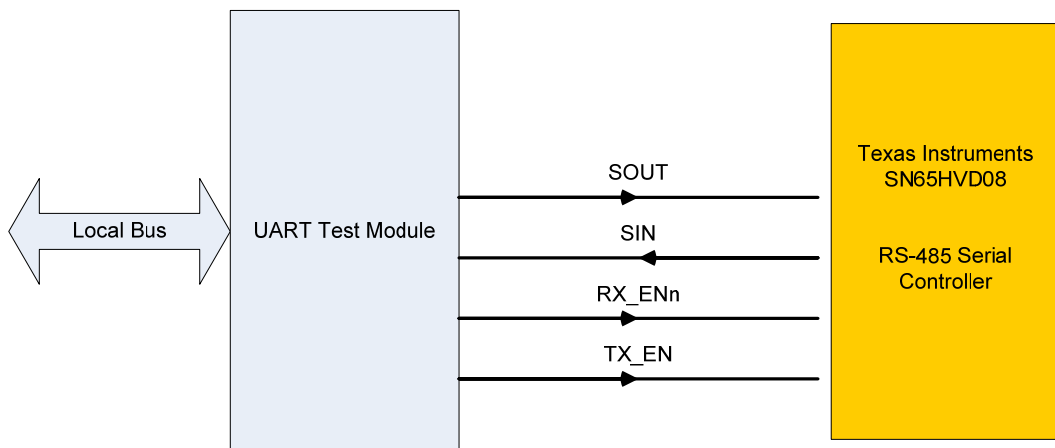 Local Bus
UART Test Module
SOUT
SIN
RX_ENn
TX_EN
Texas Instruments
SN65HVD08
RS-485 Serial
Controller